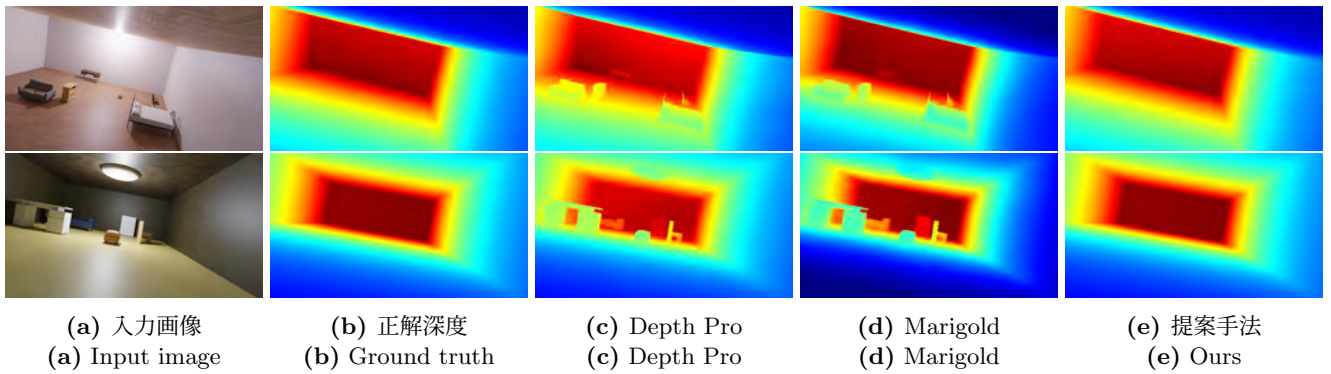 (a) 入力画像
(a) Input image
(b) 正解深度
(b) Ground truth
(c) Depth Pro
(c) Depth Pro
(d) Marigold
(d) Marigold
(e) 提案手法
(e) Ours